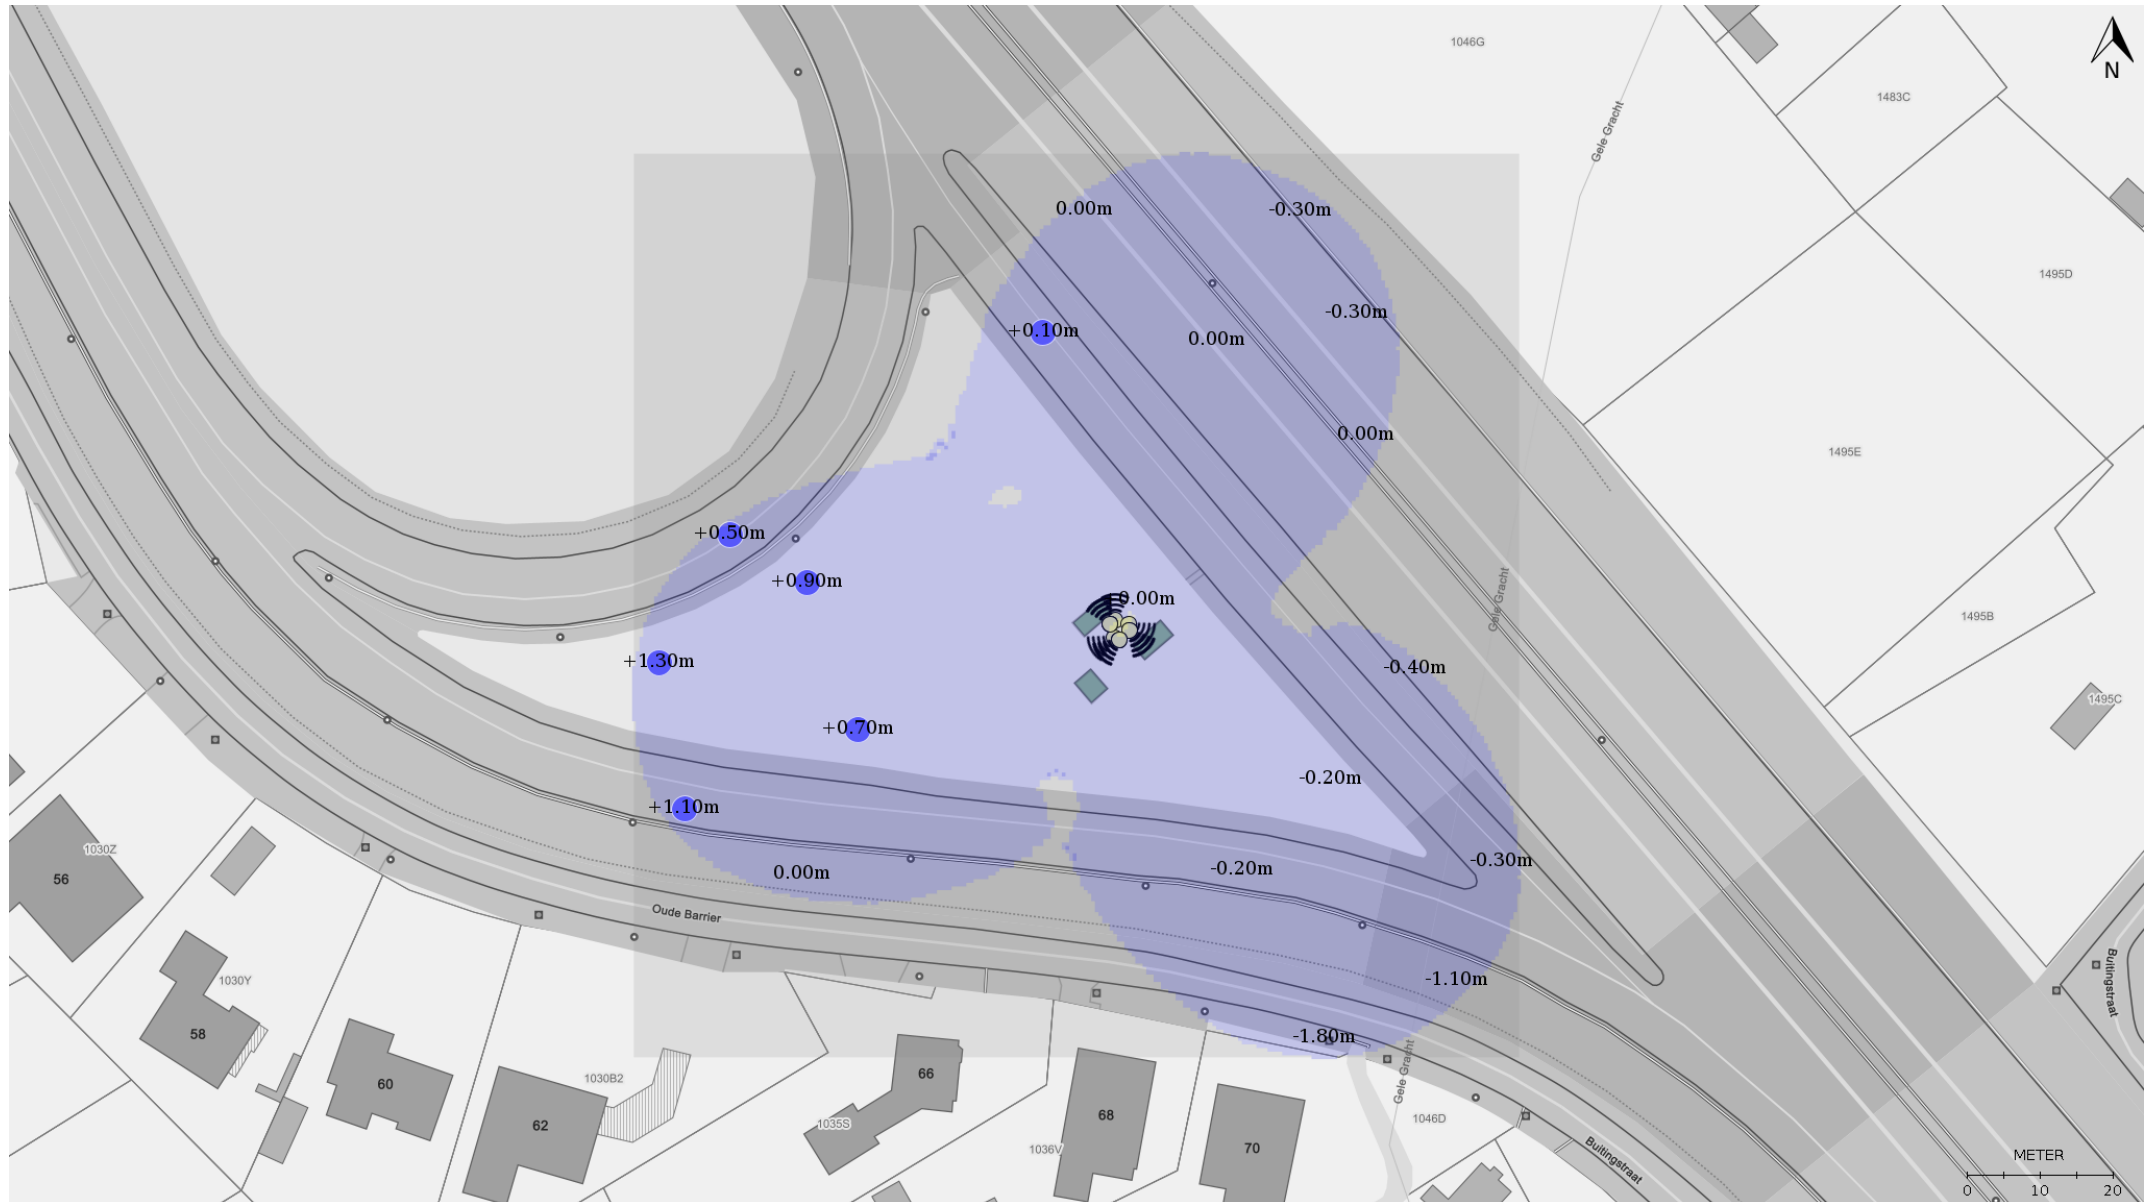 1046G
N
1483C
Gele Gracht
0.00m
-0.30m
1495D
-0.30m
+0.10m
0.00m
0.00m
1495E
+0.50m
+0.90m
0.00m
Gele Gracht
1495B
+1.30m
-0.40m
1495C
+0.70m
-0.20m
+1.10m
1030Z
-0.30m
0.00m
-0.20m
56
Oude Barrier
1030Y
-1.10m
Buitingstraat
58
-1.80m
Gele Gracht
60
1030B2
66
68
1046D
62
1035S
1036V
70
Buitingstraat
METER
0 10 20